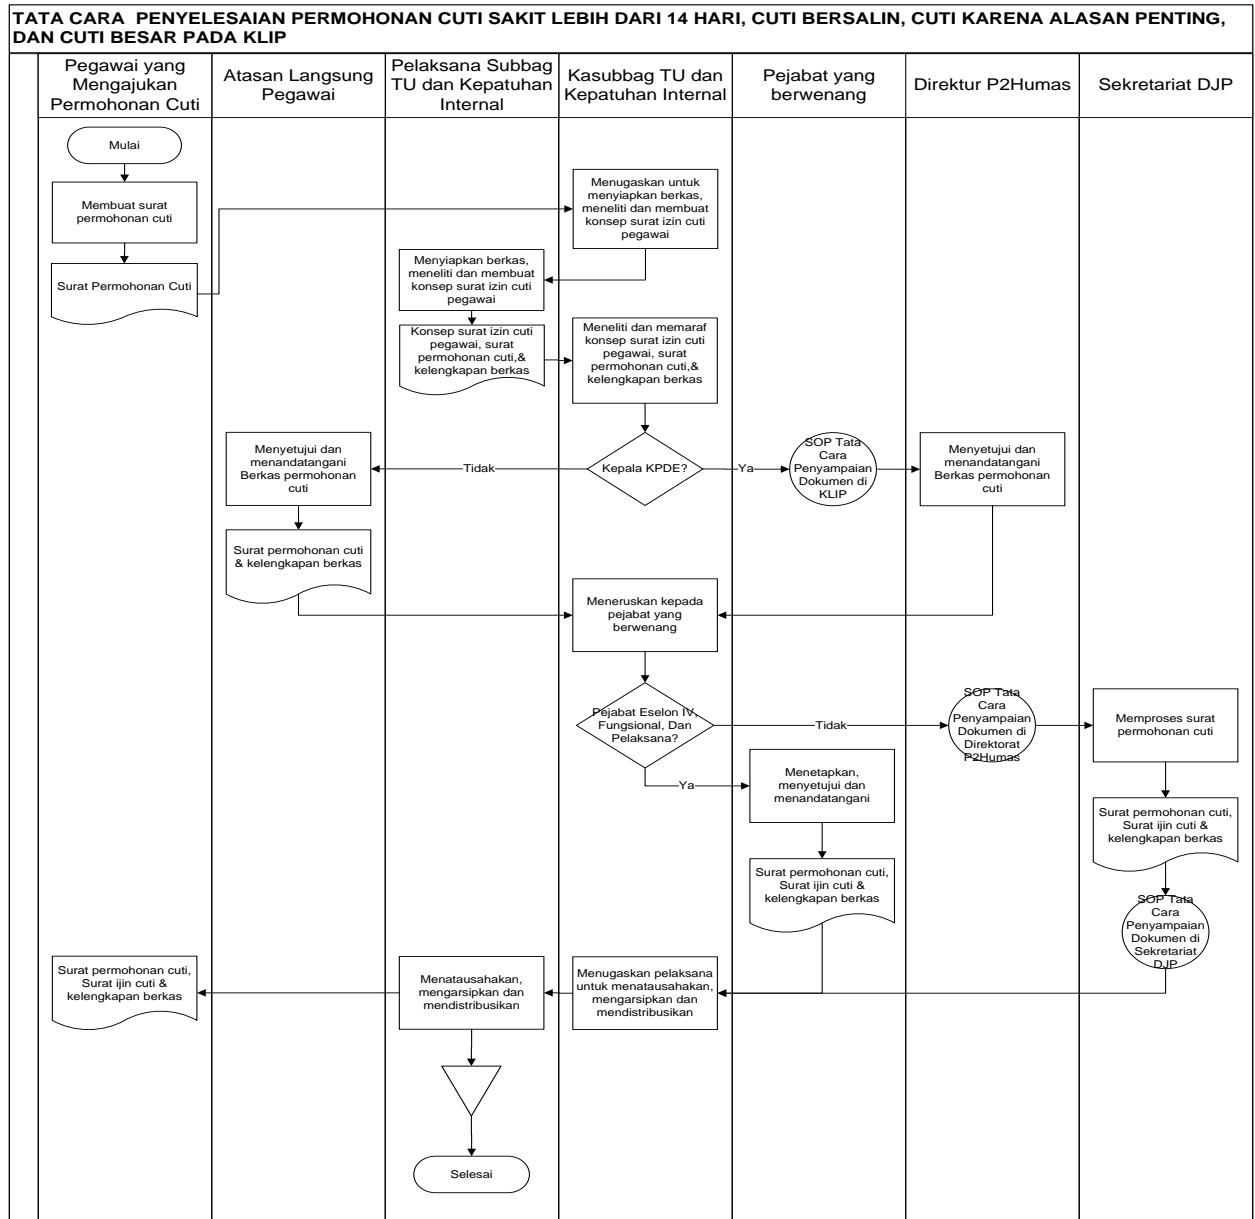 TATA CARA  PENYELESAIAN PERMOHONAN CUTI SAKIT LEBIH DARI 14 HARI, CUTI BERSALIN, CUTI KARENA ALASAN PENTING,
DAN CUTI BESAR PADA KLIP
Pegawai yang
Mengajukan
Permohonan Cuti
Atasan Langsung
Pegawai
Pelaksana Subbag
TU dan Kepatuhan
Internal
Kasubbag TU dan
Kepatuhan Internal
Pejabat yang
berwenang
Direktur P2Humas
Sekretariat DJP
Mulai
Membuat surat
permohonan cuti
Surat Permohonan Cuti
Menugaskan untuk
menyiapkan berkas,
meneliti dan membuat
konsep surat izin cuti
pegawai
Menyiapkan berkas,
meneliti dan membuat
konsep surat izin cuti
pegawai
Konsep surat izin cuti
pegawai, surat
permohonan cuti,&
kelengkapan berkas
Meneliti dan memaraf
konsep surat izin cuti
pegawai, surat
permohonan cuti,&
kelengkapan berkas
Kepala KPDE?
Tidak
Ya
Menyetujui dan
menandatangani
Berkas permohonan
cuti
SOP Tata
Cara
Penyampaian
Dokumen di
KLIP
Menyetujui dan
menandatangani
Berkas permohonan
cuti
Surat permohonan cuti
& kelengkapan berkas
Meneruskan kepada
pejabat yang
berwenang
Pejabat Eselon IV,
Fungsional, Dan
Pelaksana?
Tidak
Ya
SOP Tata
Cara
Penyampaian
Dokumen di
Direktorat
P2Humas
Memproses surat
permohonan cuti
Menetapkan,
menyetujui dan
menandatangani
Surat permohonan cuti,
Surat ijin cuti &
kelengkapan berkas
Surat permohonan cuti,
Surat ijin cuti &
kelengkapan berkas
SOP Tata
Cara
Penyampaian
Dokumen di
Sekretariat
DJP
Menugaskan pelaksana
untuk menatausahakan,
mengarsipkan dan
mendistribusikan
Menatausahakan,
mengarsipkan dan
mendistribusikan
Surat permohonan cuti,
Surat ijin cuti &
kelengkapan berkas
Selesai